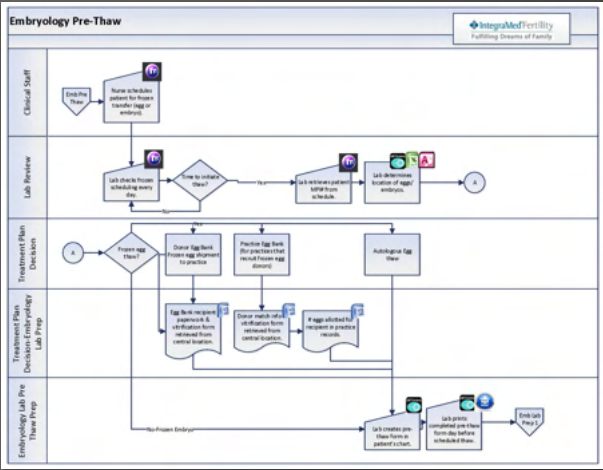 Embryology Pre-Thaw
IntegraMed Fertility
Fulfilling Dreams of Family
Clinical Staff
Emb Pre
Thaw
Nurse schedules
patient for frozen
transfer (egg or
embryo).
Lab Review
Lab checks frozen
scheduling every
day.
Time to initiate
thaw?
Yes
No
Lab retrieves patient
MP# from
schedule.
Lab determines
location of eggs/
embryos.
A
Treatment Plan
Decision
A
Frozen egg
thaw?
Yes
Donor Egg Bank
Frozen egg shipment
to practice
Practice Egg Bank
(for practices that
recruit frozen egg
donors).
Autologous Egg
thaw
Treatment Plan
Decision-Embryology
Lab Prep
Egg Bank recipient
paperwork &
vitrification form
retrieved from
central location.
Donor match info/
vitrification form
retrieved from
central location.
# eggs allotted for
recipient in practice
records.
Embryology Lab Pre
Thaw Prep
No-Frozen Embryo
Lab creates pre-
thaw form in
patient's chart.
Lab prints
completed pre-thaw
form day before
scheduled thaw.
Emb Lab
Prep 1